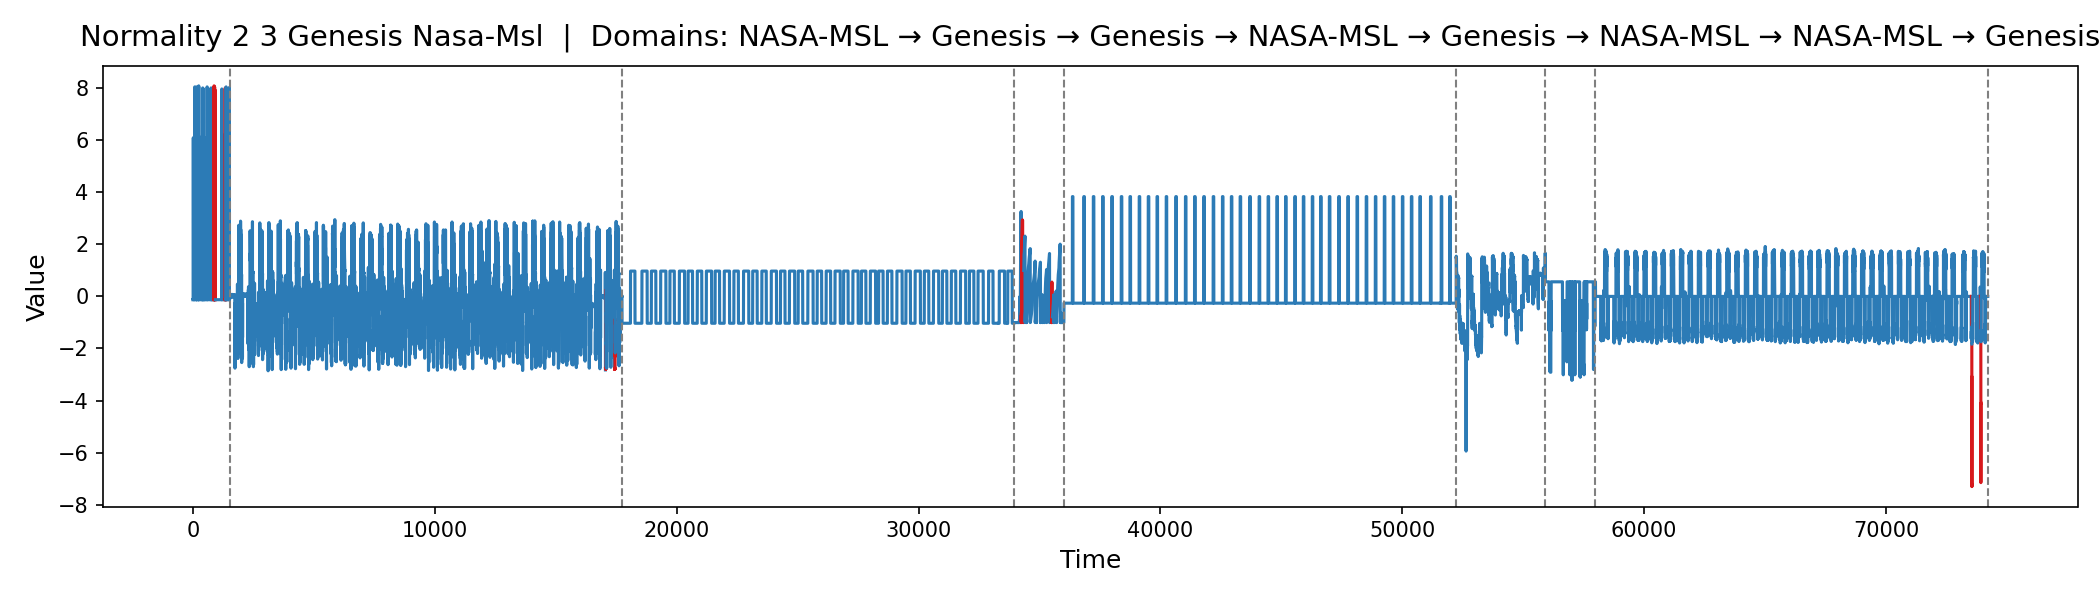 Normality 2 3 Genesis Nasa-Msl | Domains: NASA-MSL → Genesis → Genesis → NASA-MSL → Genesis → NASA-MSL → NASA-MSL → Genesis
Value
8
6
4
2
0
−2
−4
−6
−8
0 10000 20000 30000 40000 50000 60000 70000
Time